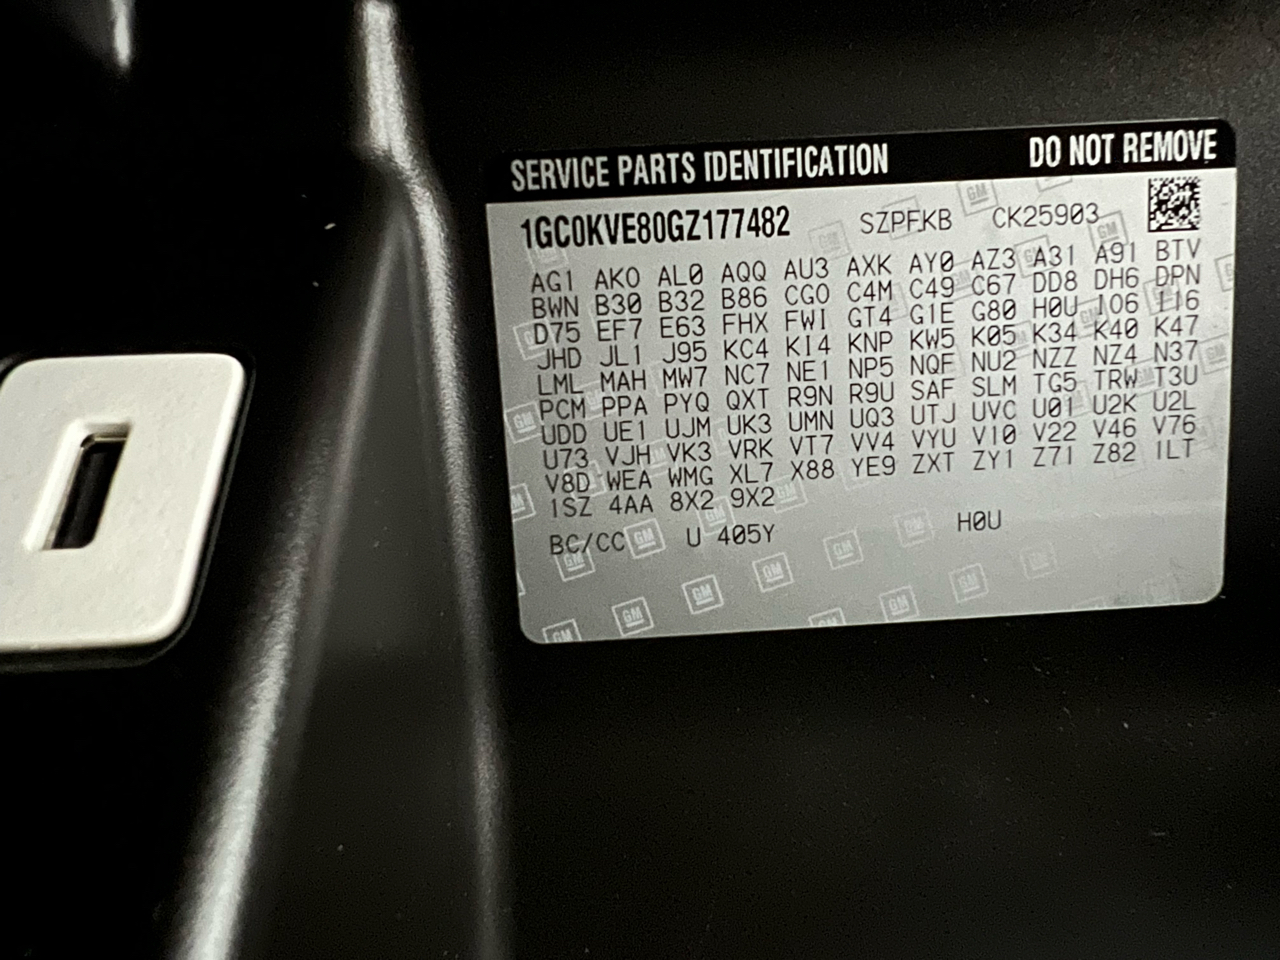 SERVICE PARTS IDENTIFICATION DO NOT REMOVE
1GC0KVE80GZ177482 SZPFKB CK25903
AG1 AKO AL0 AQQ AU3 AXK AY0 AZ3 A31 A91 BTV
BWN B30 B32 B86 CGO C4M C49 C67 DD8 DH6 DPN
D75 EF7 E63 FHX FWI GT4 G1E G80 H0U IO6 I16
JHD JL1 J95 KC4 KI4 KNP KW5 K05 K34 K40 K47
LML MAH MW7 NC7 NE1 NP5 NQF NU2 NZZ NZ4 N37
PCM PPA PYQ QXT R9N R9U SAF SLM TG5 TRW T3U
UDD UE1 UJM UK3 UMN UQ3 UTJ UVC U01 U2K U2L
U73 VJH VK3 VRK VT7 VV4 VYU V10 V22 V46 V76
V8D WEA WMG XL7 X88 YE9 ZXT ZY1 Z71 Z82 1LT
1SZ 4AA 8X2 9X2
BC/CC U 405Y H0U